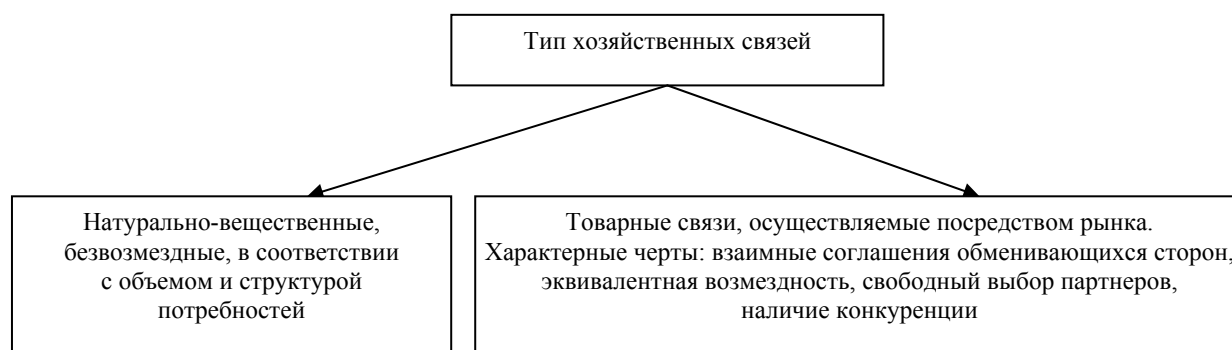 Тип хозяйственных связей
Натурально-вещественные,
безвозмездные, в соответствии
с объемом и структурой
потребностей
Товарные связи, осуществляемые посредством рынка.
Характерные черты: взаимные соглашения обменивающихся сторон,
эквивалентная возмездность, свободный выбор партнеров,
наличие конкуренции